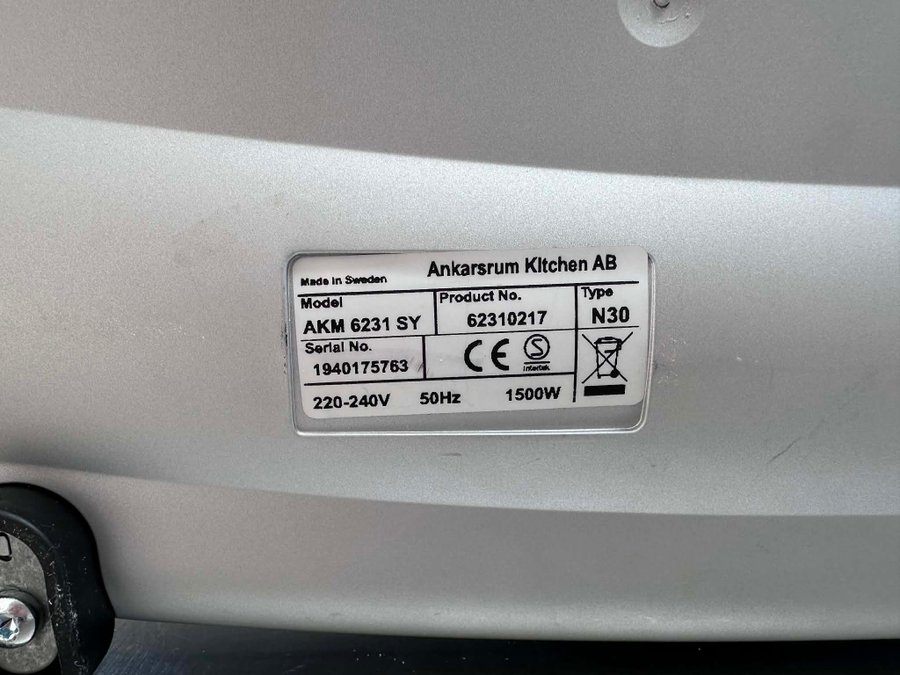 Made in Sweden Ankarsrum Kitchen AB
Model Product No. Type
AKM 6231 SY 62310217 N30
Serial No.
1940175763 CE S Intertek
220-240V 50Hz 1500W